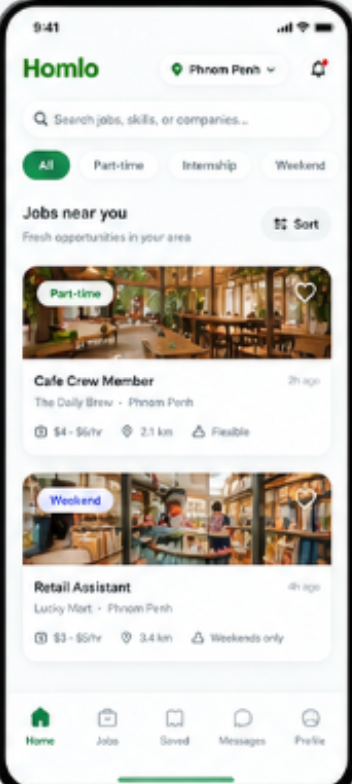 9:41
Homlo
Phnom Penh
Search jobs, skills, or companies...
All Part-time Internship Weekend
Jobs near you
Fresh opportunities in your area
Sort
Part-time
Cafe Crew Member 2h ago
The Daily Brew • Phnom Penh
$4 - $6/hr 2.1 km Flexible
Weekend
Retail Assistant 4h ago
Lucky Mart • Phnom Penh
$3 - $5/hr 3.4 km Weekends only
Home Jobs Saved Messages Profile